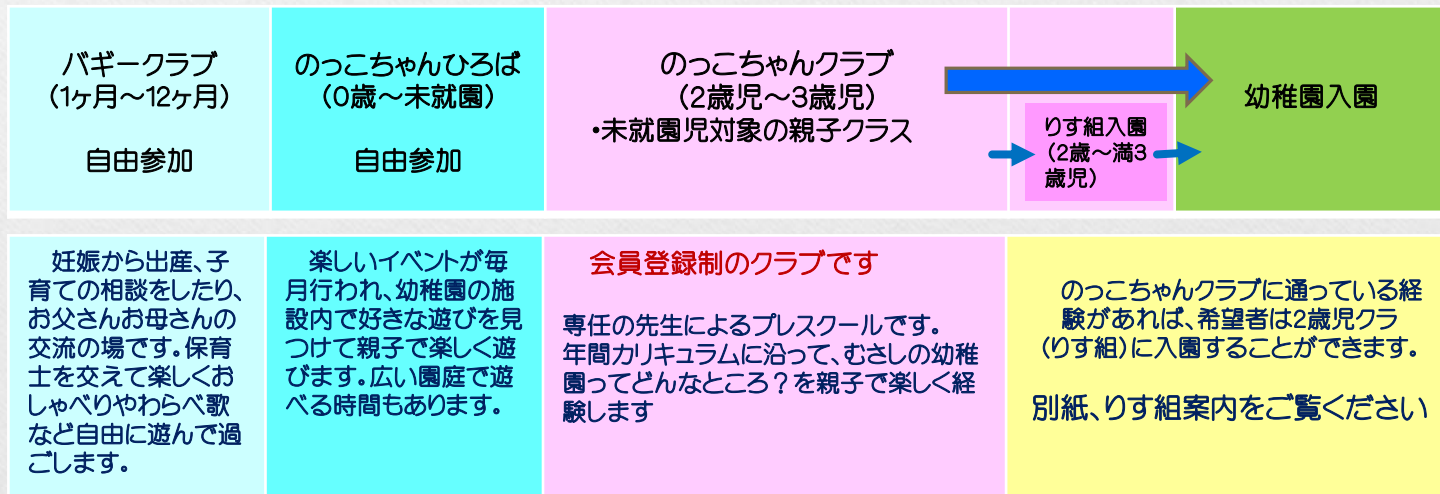 バギークラブ
（1ヶ月～12ヶ月）
自由参加
のっこちゃんひろば
（0歳～未就園）
自由参加
のっこちゃんクラブ
（2歳児～3歳児）
・未就園児対象の親子クラス
りす組入園
（2歳～満3
歳児）
幼稚園入園
妊娠から出産、子
育ての相談をしたり、
お父さんお母さんの
交流の場です。保育
士を交えて楽しくお
しゃべりやわらべ歌
など自由に遊んで過
ごします。
楽しいイベントが毎
月行われ、幼稚園の施
設内で好きな遊びを見
つけて親子で楽しく遊
びます。広い園庭で遊
べる時間もあります。
会員登録制のクラブです
専任の先生によるプレスクールです。
年間カリキュラムに沿って、むさしの幼稚
園ってどんなところ？を親子で楽しく経
験します
のっこちゃんクラブに通っている経
験があれば、希望者は2歳児クラ
（りす組）に入園することができます。
別紙、りす組案内をご覧ください